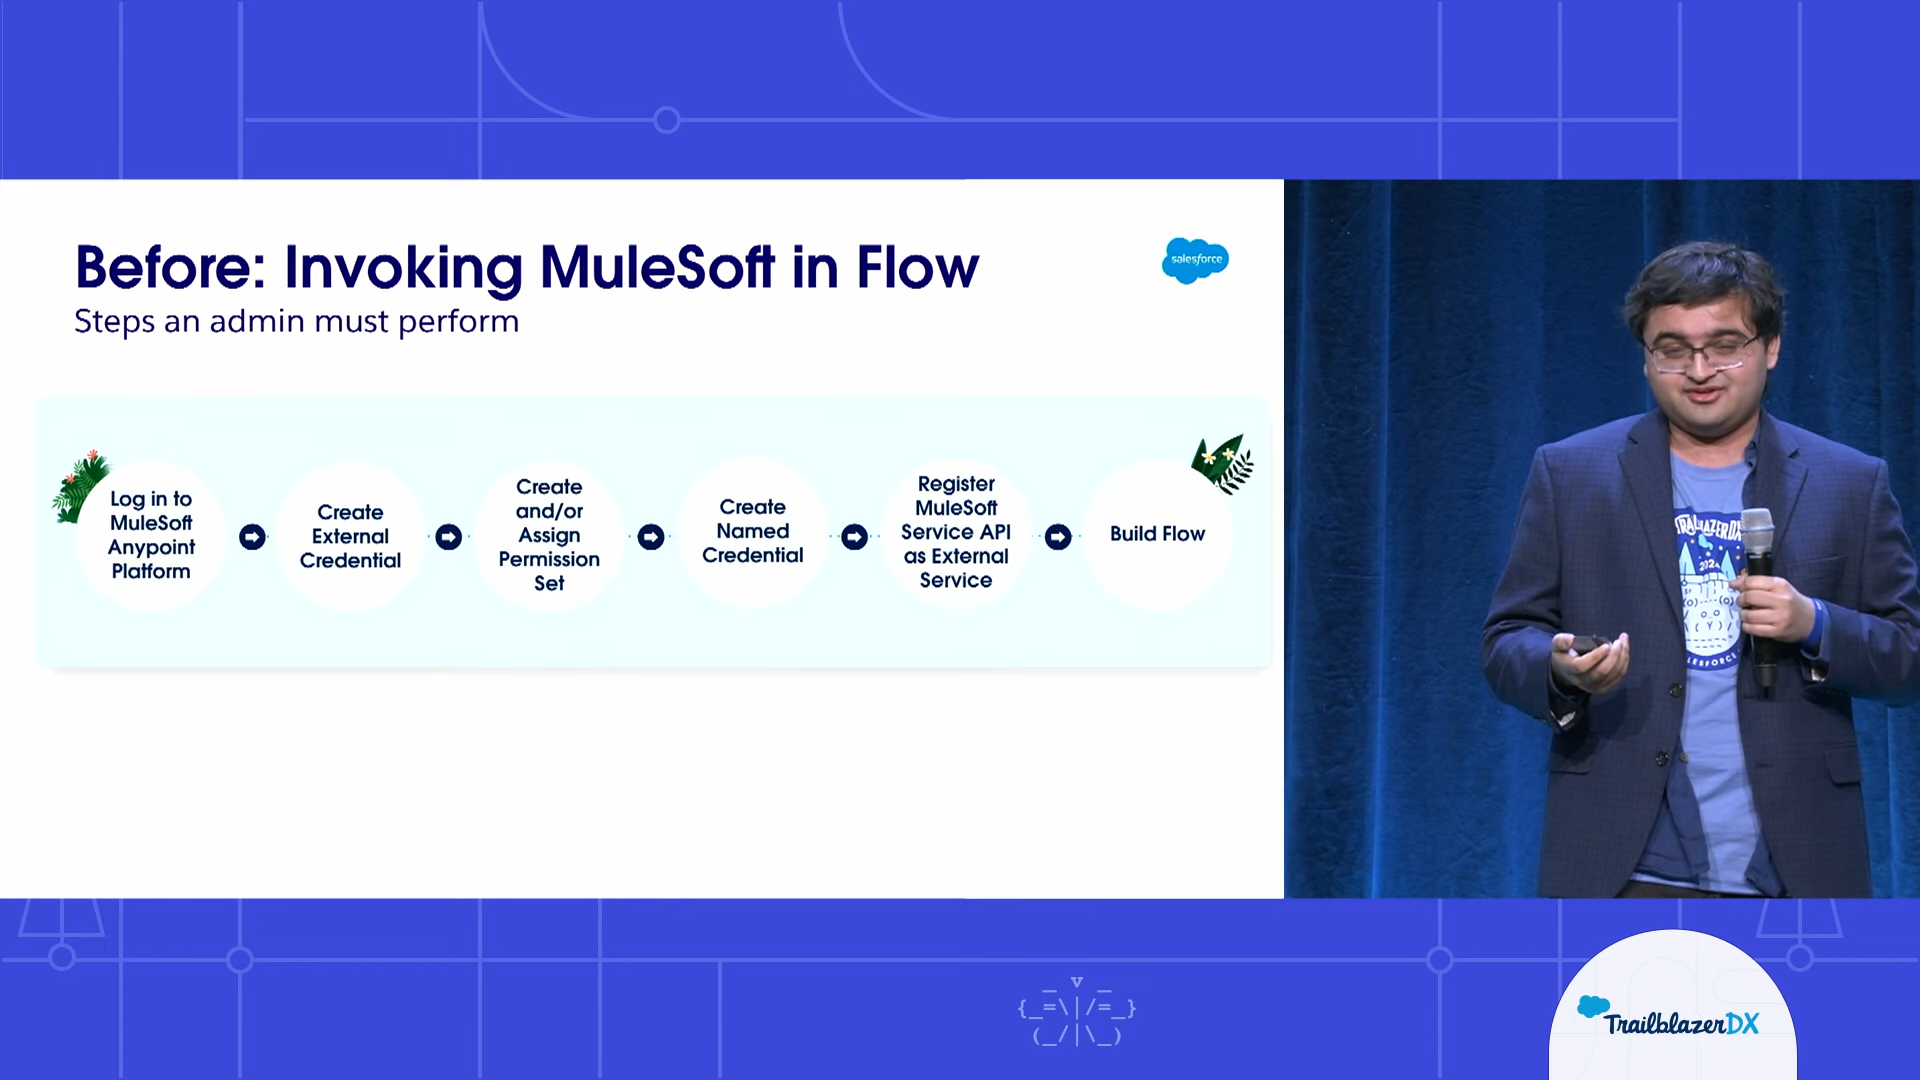 Before: Invoking MuleSoft in Flow
Steps an admin must perform
salesforce
Log in to
MuleSoft
Anypoint
Platform
Create
External
Credential
Create
and/or
Assign
Permission
Set
Create
Named
Credential
Register
MuleSoft
Service API
as External
Service
Build Flow
2024
TrailblazerDX